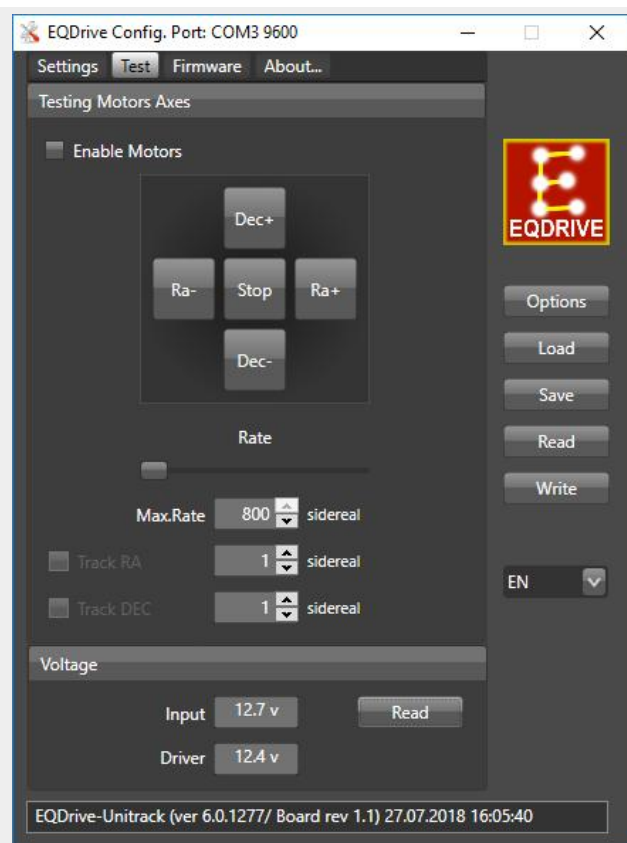 EQDrive Config. Port: COM3 9600
Settings Test Firmware About...
Testing Motors Axes
Enable Motors
Dec+
Ra- Stop Ra+
Dec-
Rate
Max.Rate 800 sidereal
Track RA 1 sidereal
Track DEC 1 sidereal
Voltage
Input 12.7 v Read
Driver 12.4 v
EQDRIVE
Options
Load
Save
Read
Write
EN
EQDrive-Unitrack (ver 6.0.1277/ Board rev 1.1) 27.07.2018 16:05:40